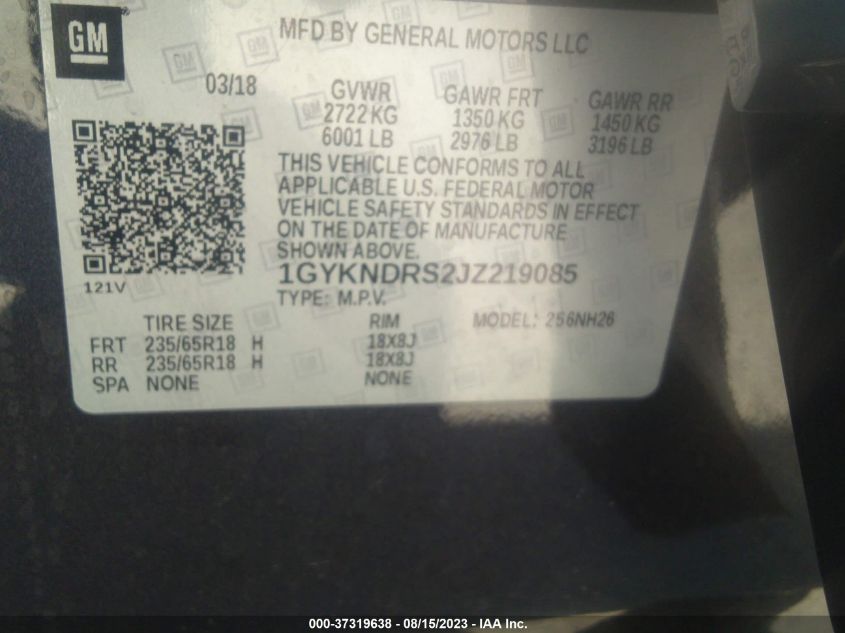 GM
MFD BY GENERAL MOTORS LLC
03/18
GVWR GAWR FRT GAWR RR
2722 KG 1350 KG 1450 KG
6001 LB 2976 LB 3196 LB
THIS VEHICLE CONFORMS TO ALL
APPLICABLE U.S. FEDERAL MOTOR
VEHICLE SAFETY STANDARDS IN EFFECT
ON THE DATE OF MANUFACTURE
SHOWN ABOVE.
121V
1GYKNDRS2JZ219085
TYPE: M.P.V.
TIRE SIZE RIM MODEL: 256NH26
FRT 235/65R18 H 18X8J
RR 235/65R18 H 18X8J
SPA NONE NONE
000-37319638 - 08/15/2023 - IAA Inc.